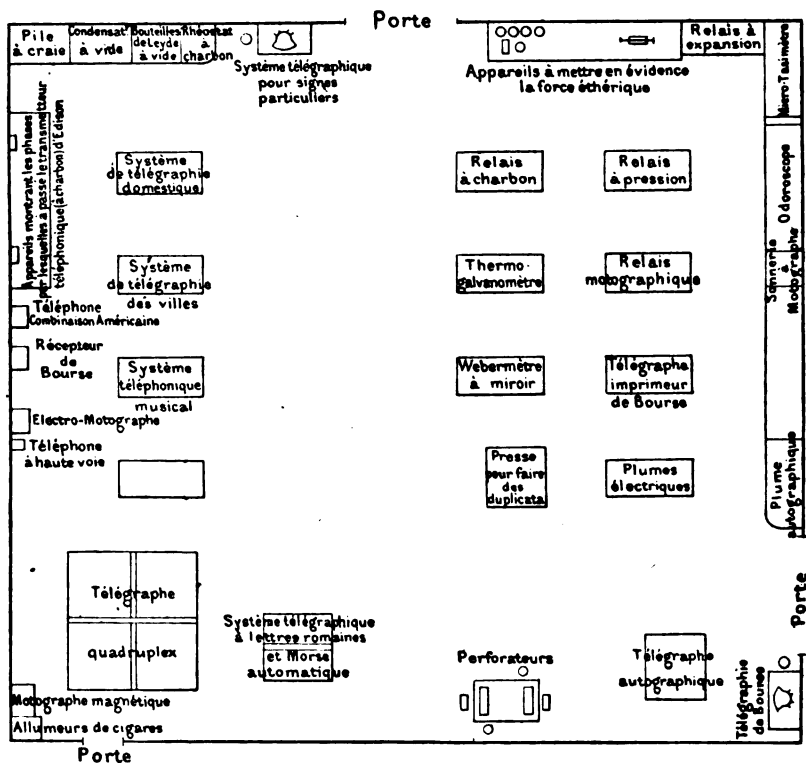 Porte
Pile
à craie
Condensat.
à vide
Bouteilles
de Leyde
à vide
Rhéostat
à
charbon
Système télégraphique
pour signes
particuliers
Appareils à mettre en évidence
la force éthérique
Relais à
expansion
Micro-Tasimètre
Appareils montrant les phases
par lesquelles a passé le transmetteur
téléphonique (à charbon) d'Edison
Système
de télégraphie
domestique
Relais
à charbon
Relais
à pression
Odoroscope
Système
de télégraphie
des villes
Thermo-
galvanomètre
Relais
motographique
Sonnerie
à
Motographe
Téléphone
Combinaison Américaine
Récepteur
de
Bourse
Système
téléphonique
musical
Webermètre
à miroir
Télégraphe
imprimeur
de Bourse
Electro-Motographe
Téléphone
à haute voie
Presse
pour faire
des
duplicata
Plumes
électriques
Plume
autographique
Télégraphe
quadruplex
Système télégraphique
à lettres romaines
et Morse
automatique
Perforateurs
Télégraphe
autographique
Porte
Télégraphie
de Bourse
Motographe magnétique
Allumeurs de cigares
Porte